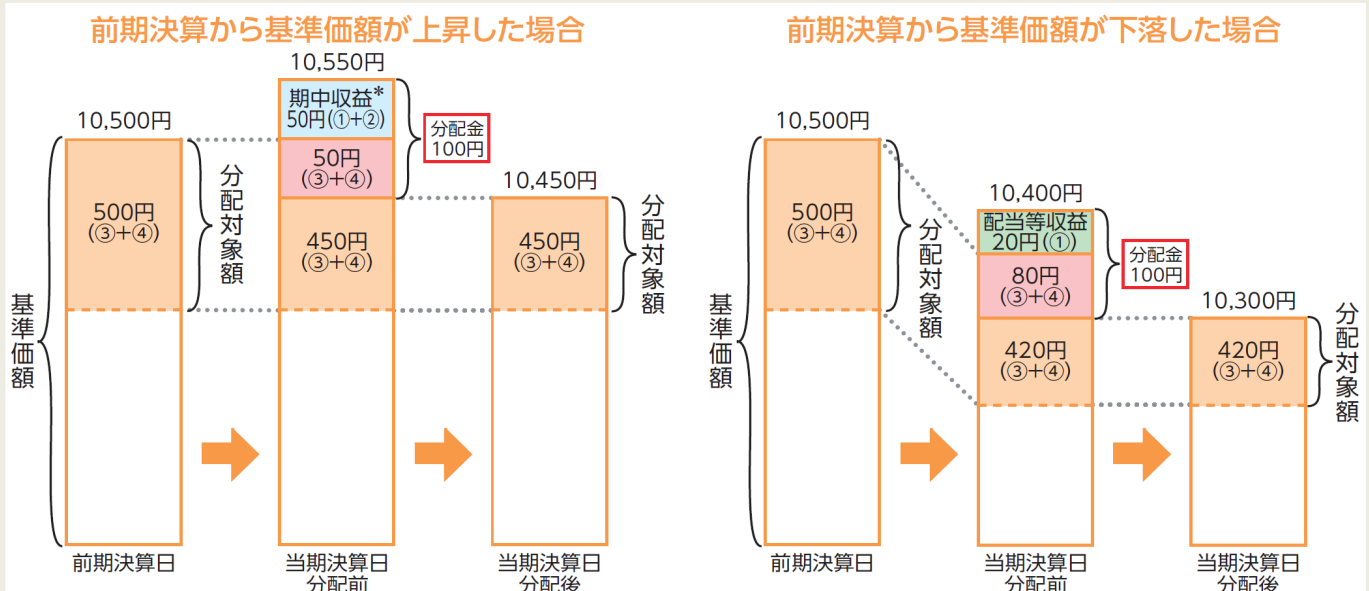 前期決算から基準価額が上昇した場合
10,500円
500円
(③+④)
分配対象額
基準価額
前期決算日
10,550円
期中収益*
50円(①+②)
50円
(③+④)
450円
(③+④)
分配金
100円
当期決算日
分配前
10,450円
450円
(③+④)
分配対象額
当期決算日
分配後
前期決算から基準価額が下落した場合
10,500円
500円
(③+④)
分配対象額
基準価額
前期決算日
10,400円
配当等収益
20円(①)
80円
(③+④)
420円
(③+④)
分配金
100円
当期決算日
分配前
10,300円
420円
(③+④)
分配対象額
当期決算日
分配後